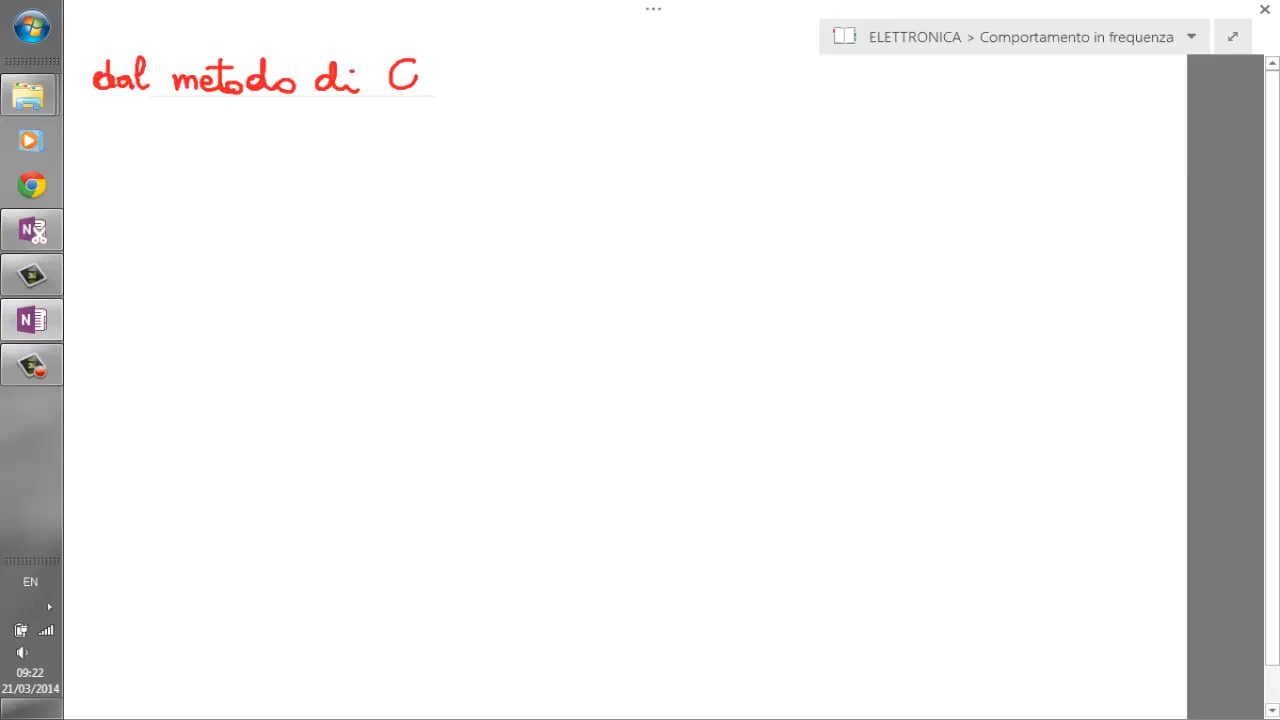 ELETTRONICA > Comportamento in frequenza
dal metodo di C
EN
09:22
21/03/2014